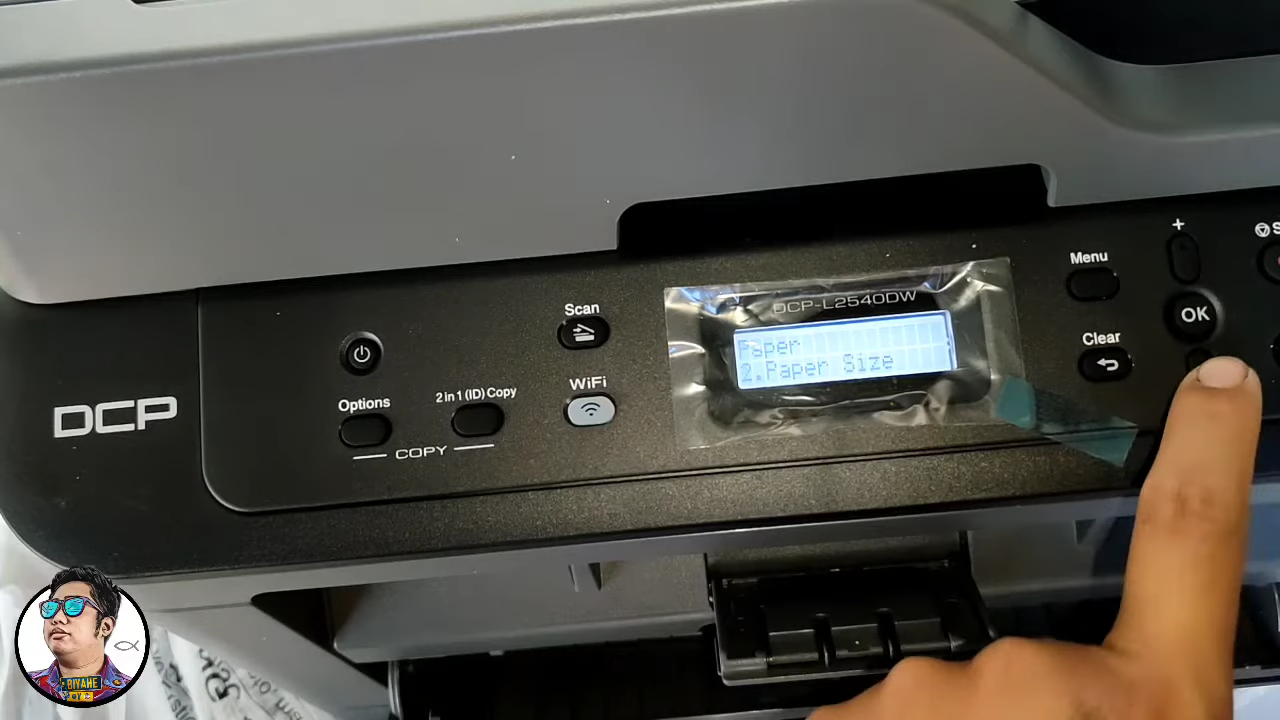 DCP-L2540DW
Paper
2.Paper Size
Scan
WiFi
Options
2 in 1 (ID) Copy
COPY
DCP
Menu
Clear
+
OK
S
BIYAHE